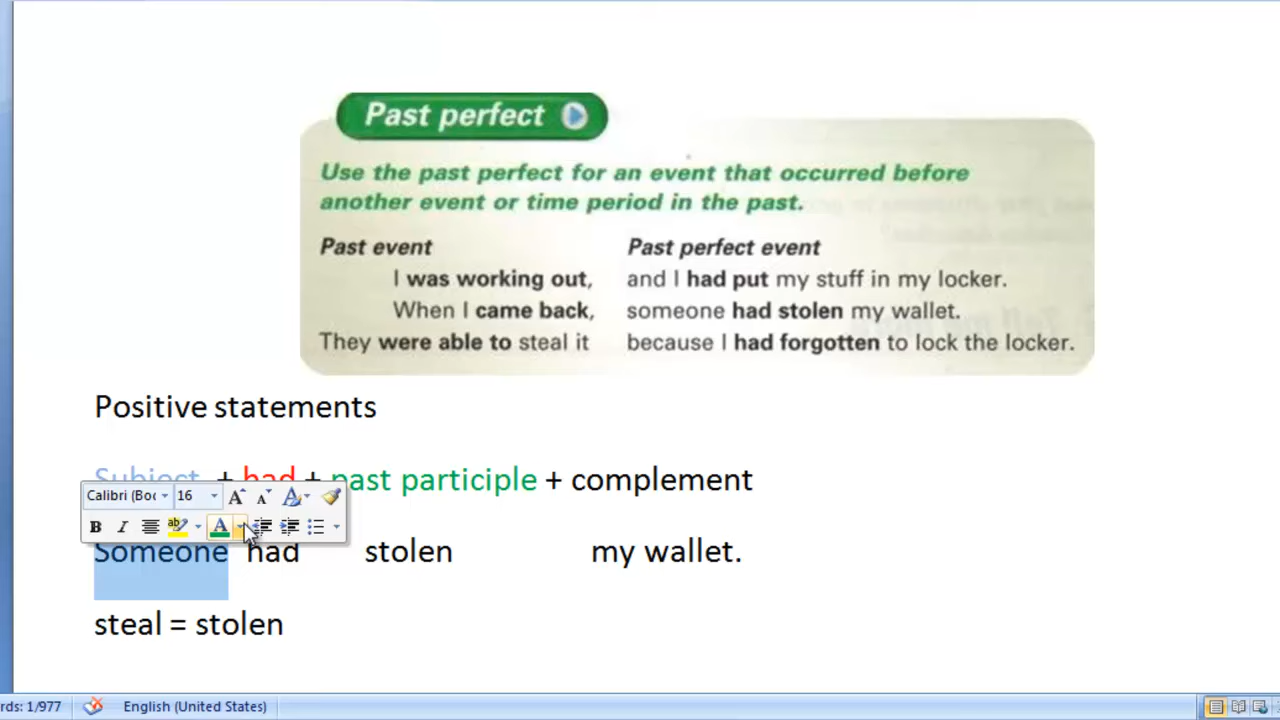 Past perfect
Use the past perfect for an event that occurred before
another event or time period in the past.
Past event Past perfect event
I was working out, and I had put my stuff in my locker.
When I came back, someone had stolen my wallet.
They were able to steal it because I had forgotten to lock the locker.
Positive statements
Subject + had + past participle + complement
Calibri (Boc 16 A A A
B I ab A
Someone had stolen my wallet.
steal = stolen
rds: 1/977 English (United States)